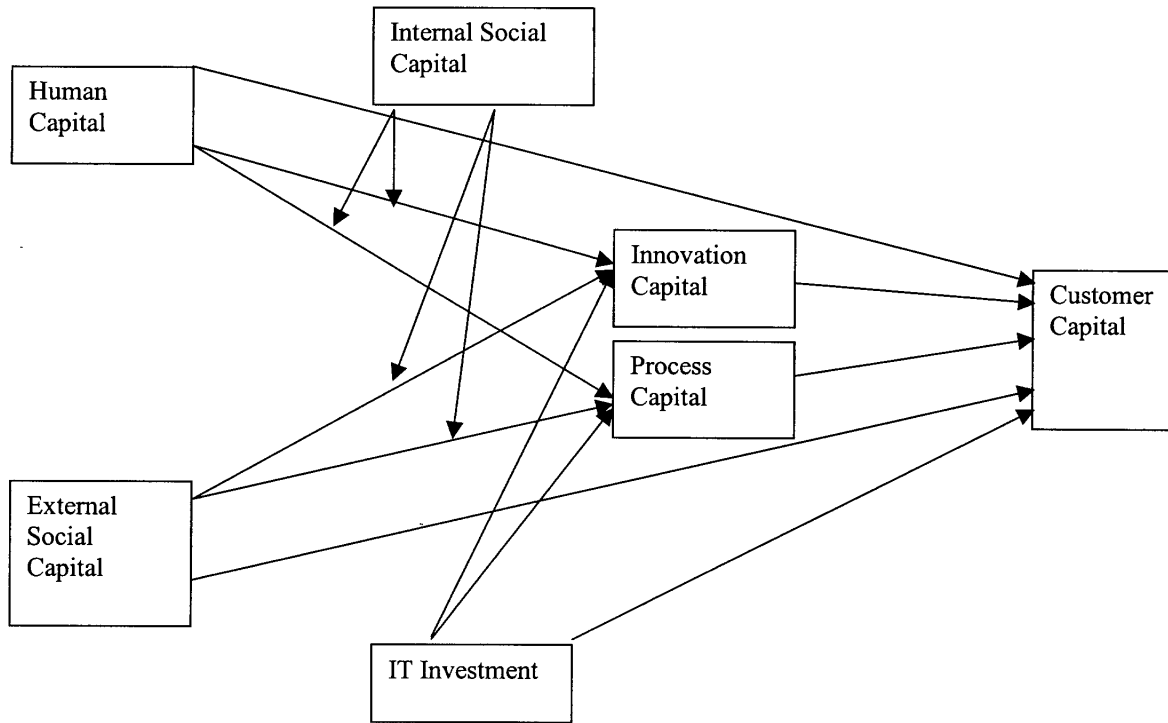 Internal Social
Capital
Human
Capital
Innovation
Capital
Customer
Capital
Process
Capital
External
Social
Capital
IT Investment